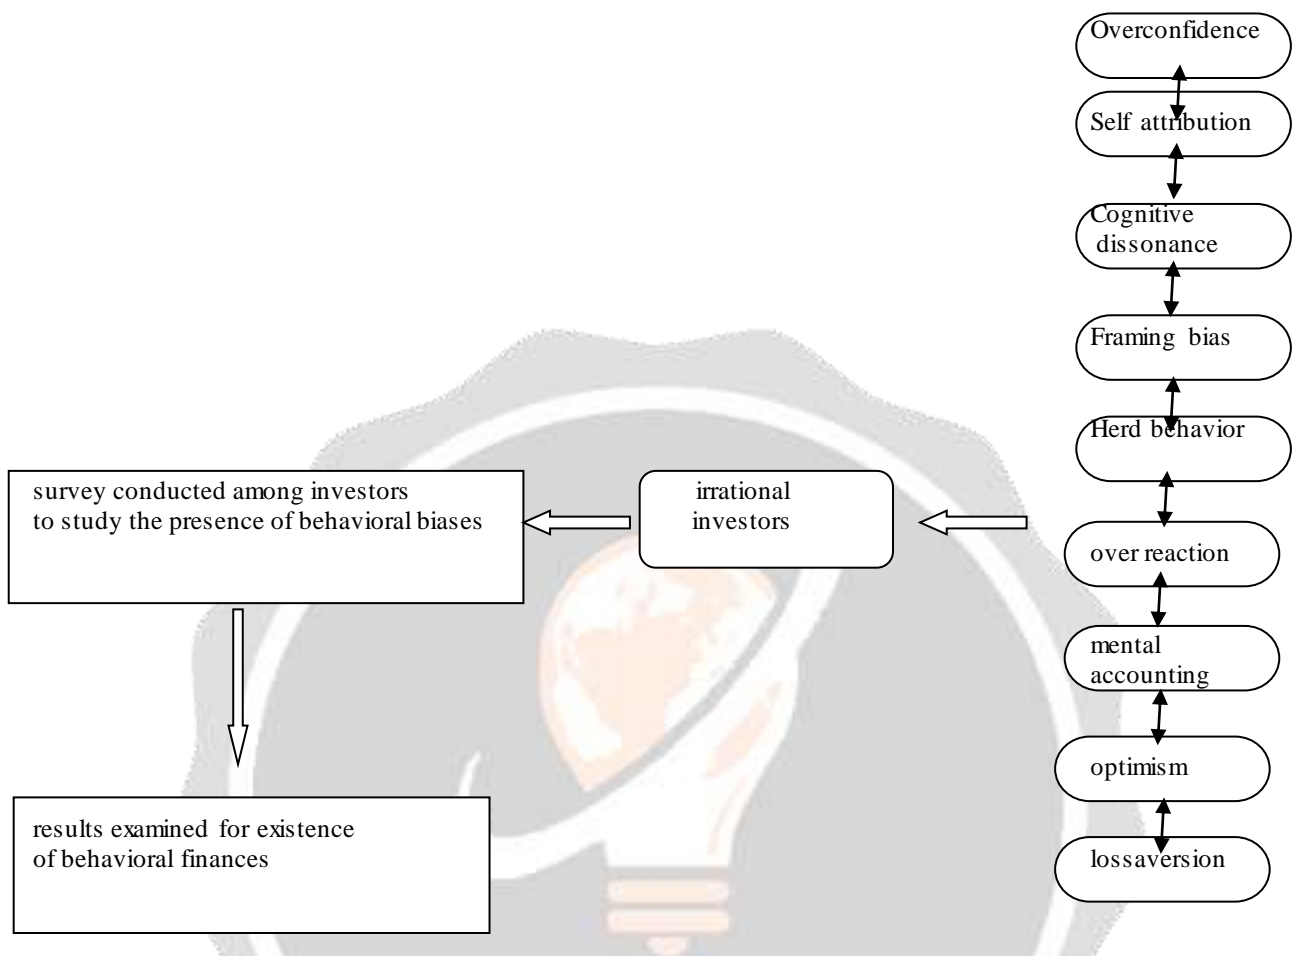 Overconfidence
Self attribution
Cognitive
dissonance
Framing bias
Herd behavior
survey conducted among investors
to study the presence of behavioral biases
irrational
investors
over reaction
mental
accounting
optimism
results examined for existence
of behavioral finances
lossaversion